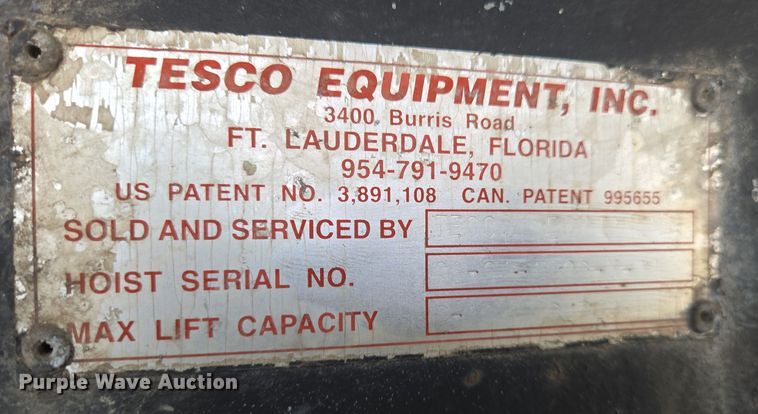 TESCO EQUIPMENT, INC.
3400 Burris Road
FT. LAUDERDALE, FLORIDA
954-791-9470
US PATENT NO. 3,891,108 CAN. PATENT 995655
SOLD AND SERVICED BY
HOIST SERIAL NO.
MAX LIFT CAPACITY
Purple Wave Auction